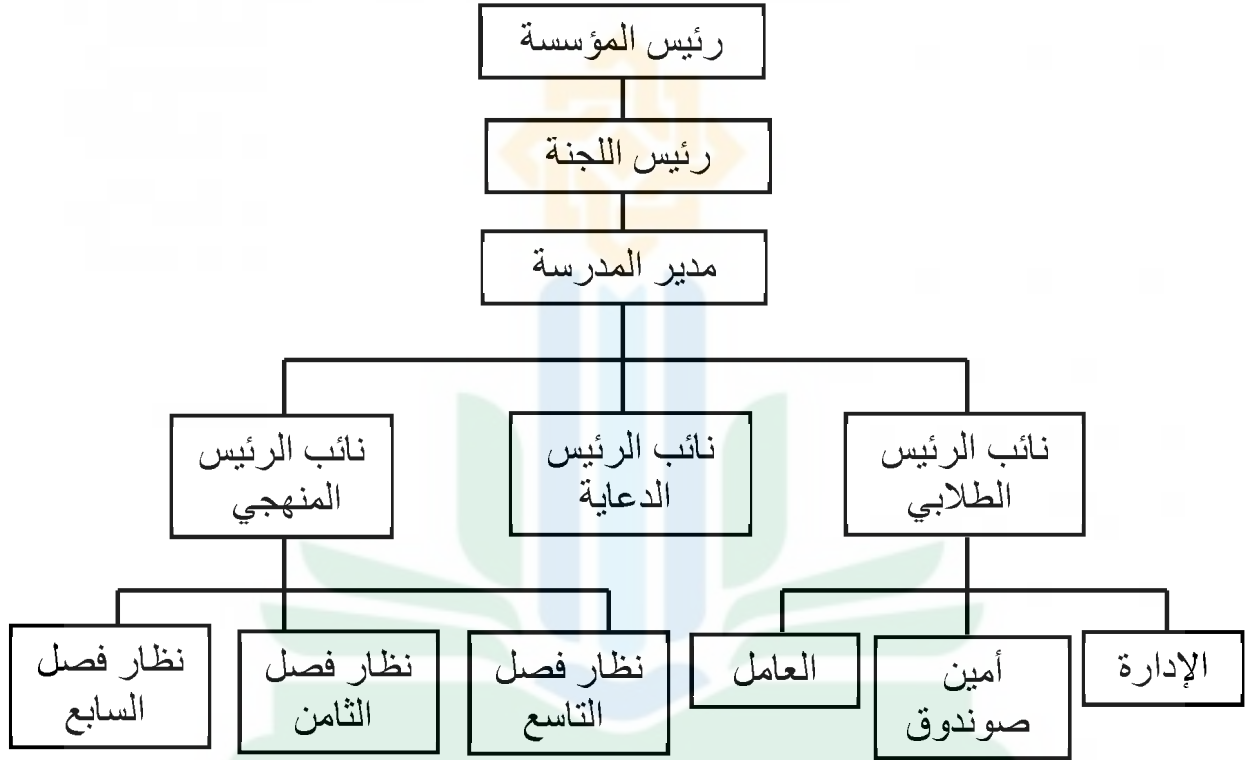 رئيس المؤسسة
رئيس اللجنة
مدير المدرسة
نائب الرئيس
الطلابي
نائب الرئيس
الدعاية
نائب الرئيس
المنهجي
الإدارة
أمين
صوندوق
العامل
نظار فصل
التاسع
نظار فصل
الثامن
نظار فصل
السابع